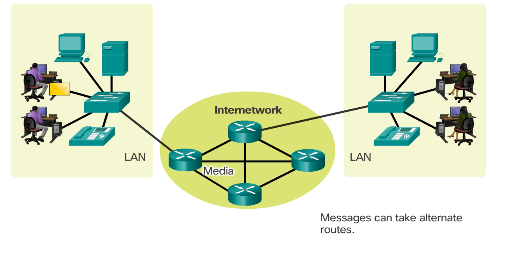 Internetwork
LAN
LAN
Media
Messages can take alternate
routes.